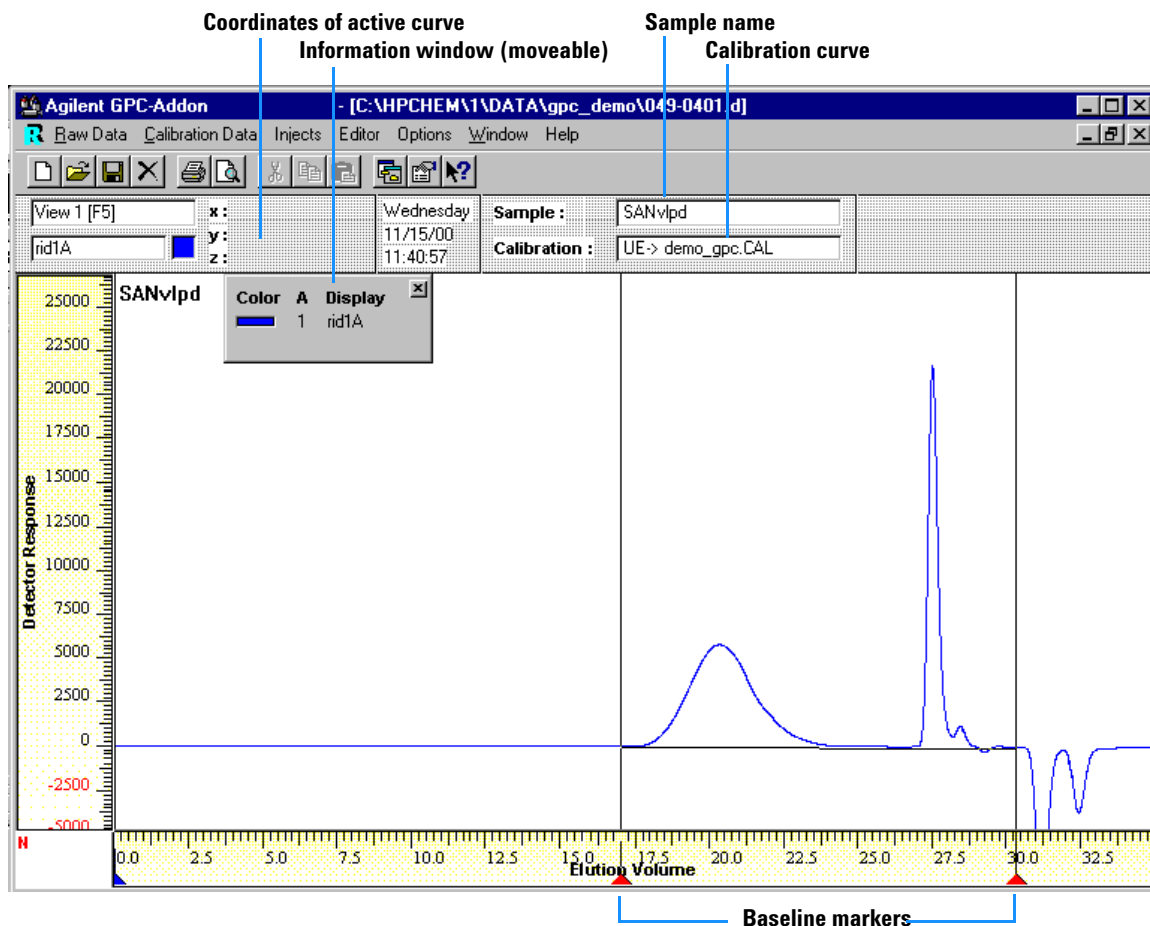 Coordinates of active curve
Sample name
Information window (moveable)
Calibration curve
Agilent GPC-Addon - [C:\HPCHEM\1\DATA\gpc_demo\049-0401.d]
R Raw Data Calibration Data Injects Editor Options Window Help
View 1 [F5]
x :
Wednesday
Sample :
SANvlpd
rid1A
y :
11/15/00
z :
11:40:57
Calibration :
UE-> demo_gpc.CAL
SANvlpd
Color A Display
1 rid1A
25000
22500
20000
17500
15000
12500
10000
7500
5000
2500
0
-2500
-5000
Detector Response
N
0.0 2.5 5.0 7.5 10.0 12.5 15.0 17.5 20.0 22.5 25.0 27.5 30.0 32.5
Elution Volume
Baseline markers